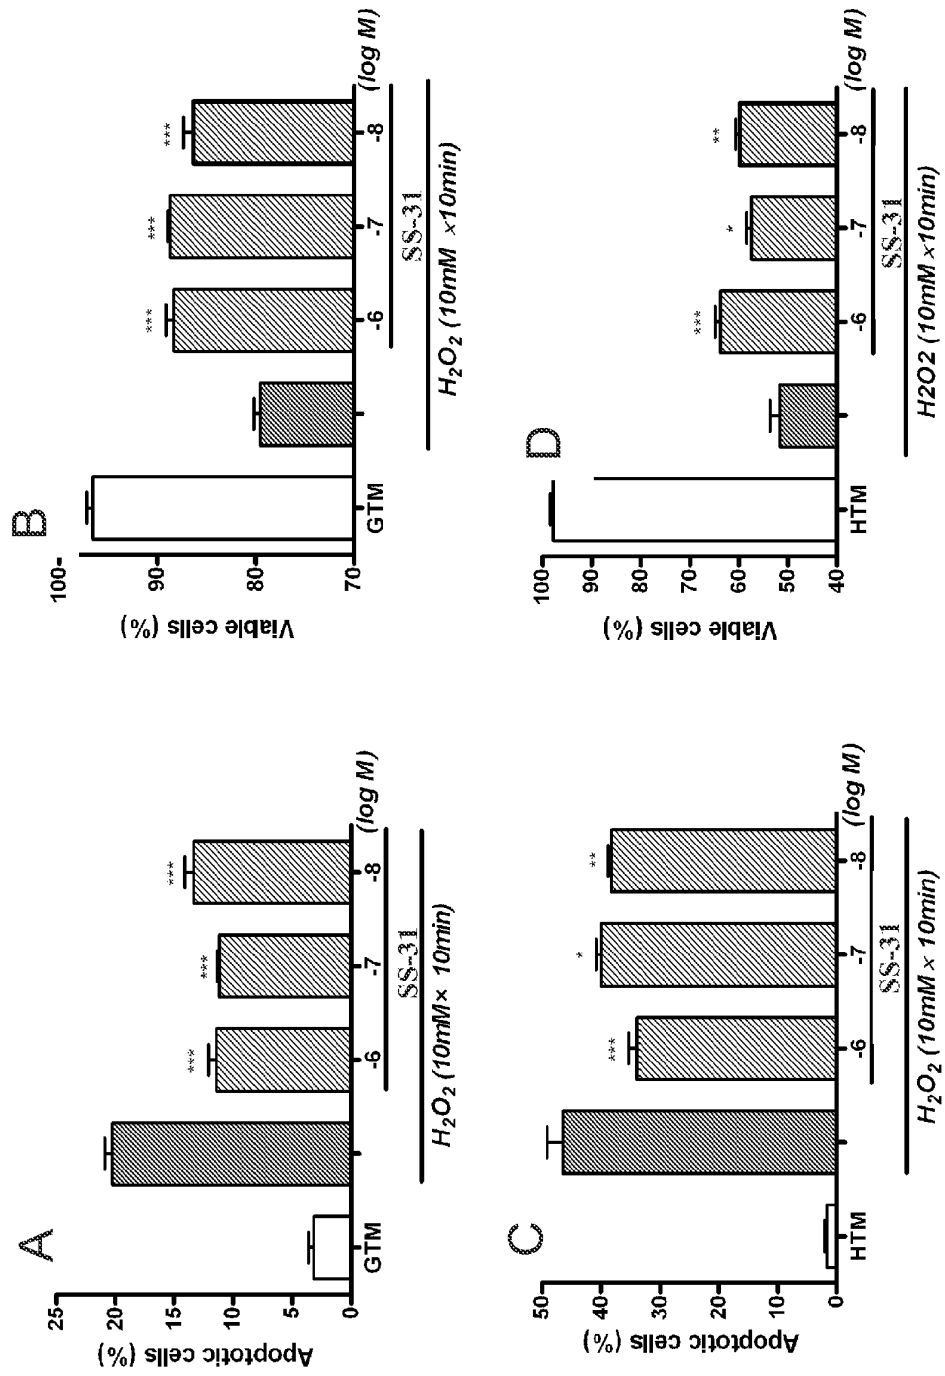 A
Apoptotic cells (%)
25
20
15
10
5
0
GTM
-6
-7
-8
(log M)
SS-31
H₂O₂ (10mM× 10min)
***
***
***
B
Viable cells (%)
100-
90
80
70
GTM
-6
-7
-8
(log M)
SS-31
H₂O₂ (10mM ×10min)
***
***
***
C
Apoptotic cells (%)
50
40
30
20
10
0
HTM
-6
-7
-8
(log M)
SS-31
H₂O₂ (10mM × 10min)
***
*
**
D
Viable cells (%)
100
90
80
70
60
50
40
HTM
-6
-7
-8
(log M)
SS-31
H2O2 (10mM ×10min)
***
*
**